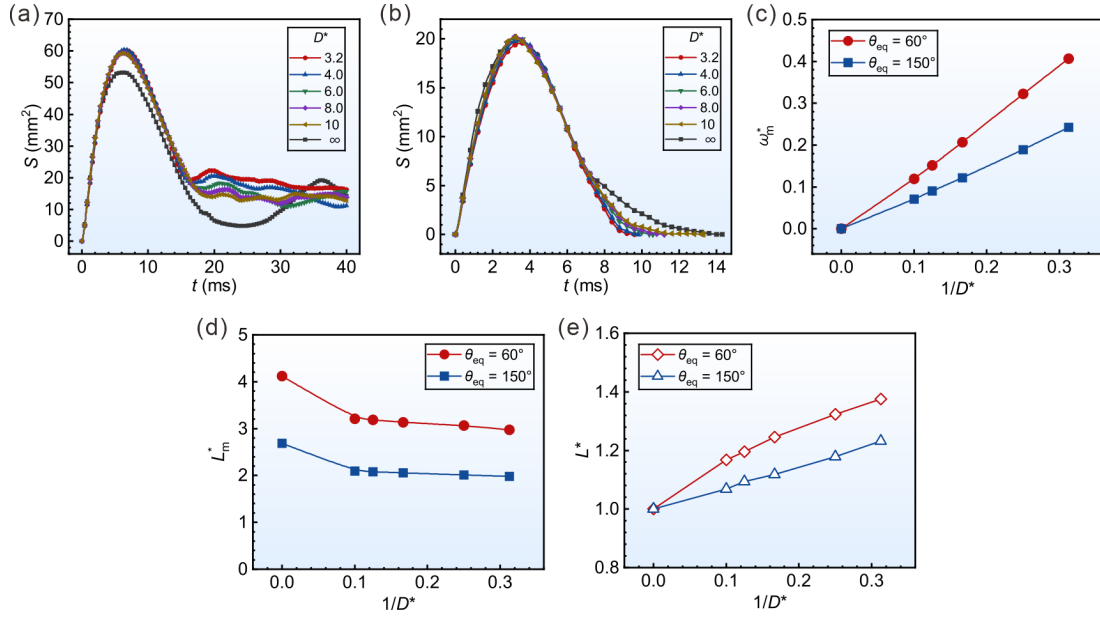 (a)
S (mm²)
70
60
50
40
30
20
10
0
0 10 20 30 40
t (ms)
D*
3.2
4.0
6.0
8.0
10
∞
(b)
S (mm²)
20
15
10
5
0
0 2 4 6 8 10 12 14
t (ms)
D*
3.2
4.0
6.0
8.0
10
∞
(c)
ω*m
0.5
0.4
0.3
0.2
0.1
0.0
0.0 0.1 0.2 0.3
1/D*
θeq = 60°
θeq = 150°
(d)
L*m
5
4
3
2
1
0
0.0 0.1 0.2 0.3
1/D*
θeq = 60°
θeq = 150°
(e)
L*
1.6
1.4
1.2
1.0
0.8
0.0 0.1 0.2 0.3
1/D*
θeq = 60°
θeq = 150°